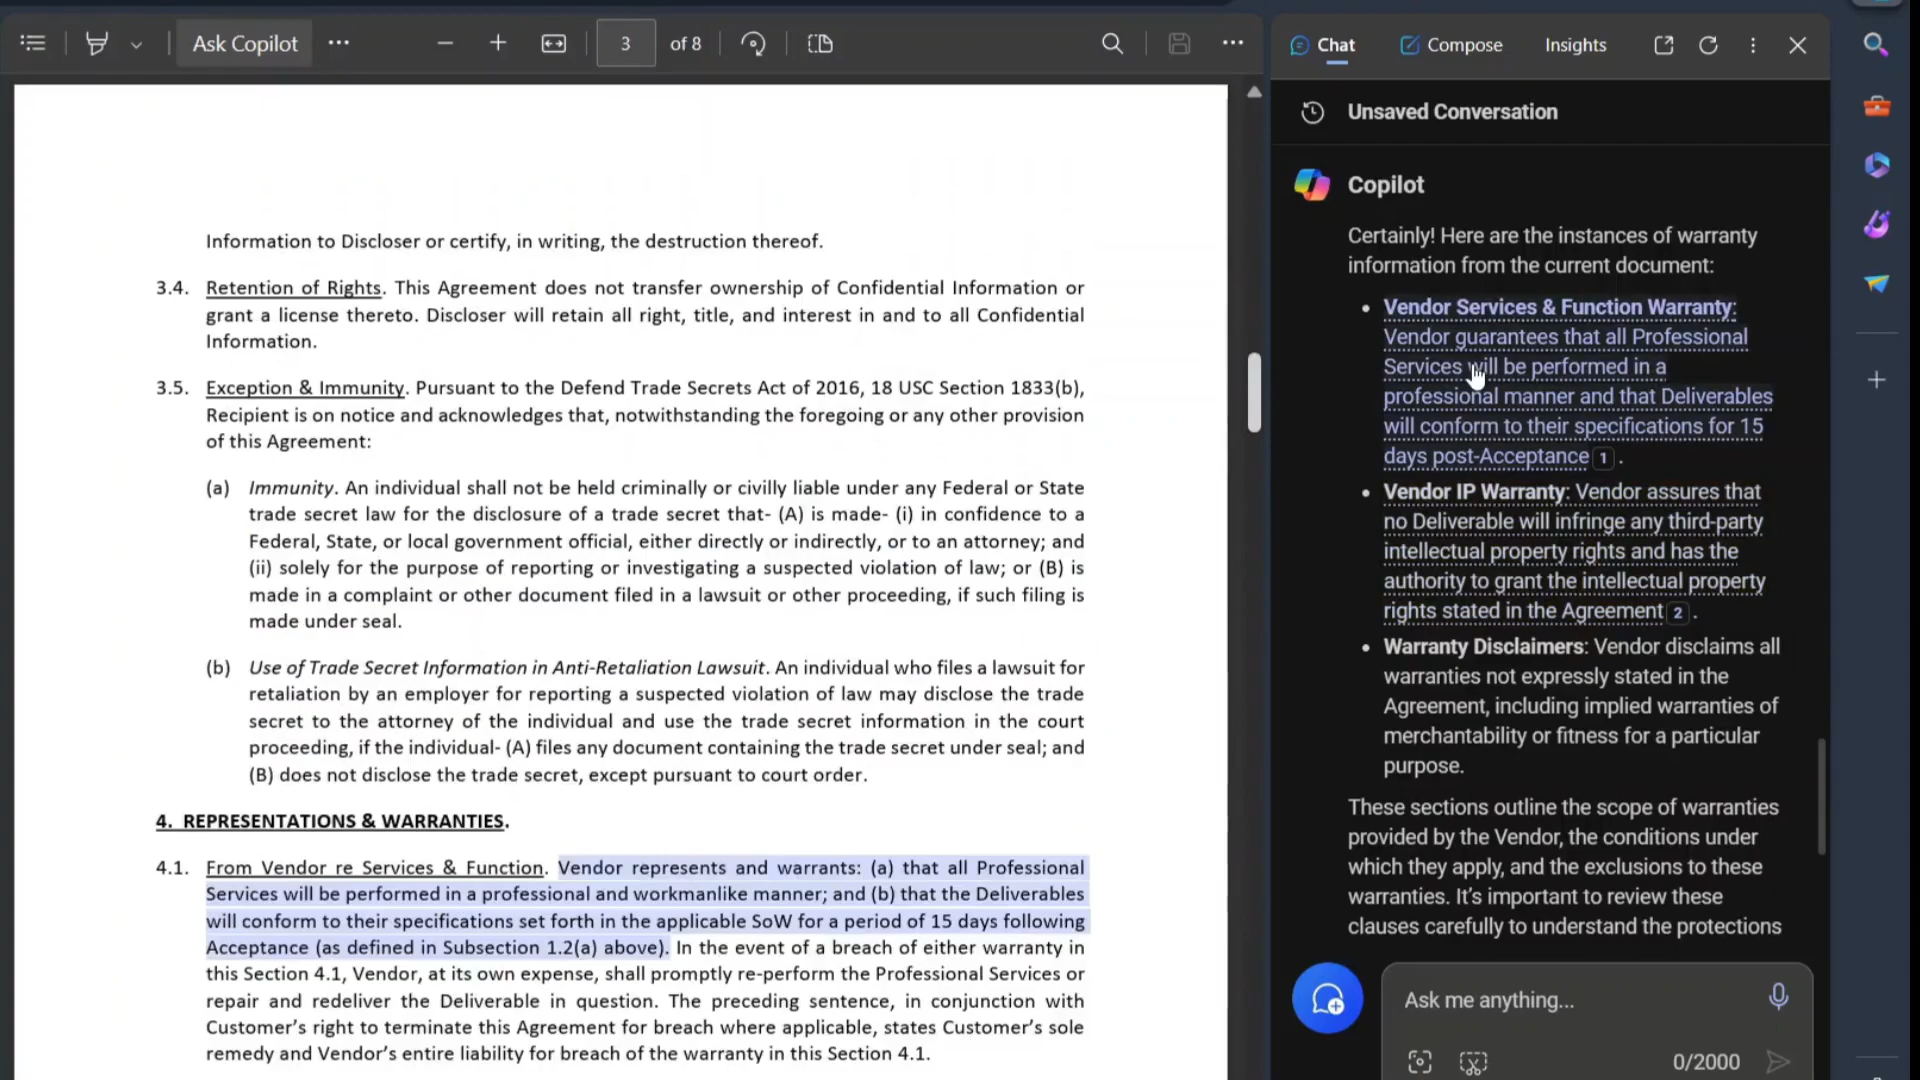 Ask Copilot
3
of 8
Information to Discloser or certify, in writing, the destruction thereof.
3.4. Retention of Rights. This Agreement does not transfer ownership of Confidential Information or
grant a license thereto. Discloser will retain all right, title, and interest in and to all Confidential
Information.
3.5. Exception & Immunity. Pursuant to the Defend Trade Secrets Act of 2016, 18 USC Section 1833(b),
Recipient is on notice and acknowledges that, notwithstanding the foregoing or any other provision
of this Agreement:
(a) Immunity. An individual shall not be held criminally or civilly liable under any Federal or State
trade secret law for the disclosure of a trade secret that- (A) is made- (i) in confidence to a
Federal, State, or local government official, either directly or indirectly, or to an attorney; and
(ii) solely for the purpose of reporting or investigating a suspected violation of law; or (B) is
made in a complaint or other document filed in a lawsuit or other proceeding, if such filing is
made under seal.
(b) Use of Trade Secret Information in Anti-Retaliation Lawsuit. An individual who files a lawsuit for
retaliation by an employer for reporting a suspected violation of law may disclose the trade
secret to the attorney of the individual and use the trade secret information in the court
proceeding, if the individual- (A) files any document containing the trade secret under seal; and
(B) does not disclose the trade secret, except pursuant to court order.
4. REPRESENTATIONS & WARRANTIES.
4.1. From Vendor re Services & Function. Vendor represents and warrants: (a) that all Professional
Services will be performed in a professional and workmanlike manner; and (b) that the Deliverables
will conform to their specifications set forth in the applicable SoW for a period of 15 days following
Acceptance (as defined in Subsection 1.2(a) above). In the event of a breach of either warranty in
this Section 4.1, Vendor, at its own expense, shall promptly re-perform the Professional Services or
repair and redeliver the Deliverable in question. The preceding sentence, in conjunction with
Customer's right to terminate this Agreement for breach where applicable, states Customer's sole
remedy and Vendor's entire liability for breach of the warranty in this Section 4.1.
Chat
Compose
Insights
Unsaved Conversation
Copilot
Certainly! Here are the instances of warranty
information from the current document:
• Vendor Services & Function Warranty:
Vendor guarantees that all Professional
Services will be performed in a
professional manner and that Deliverables
will conform to their specifications for 15
days post-Acceptance 1 .
• Vendor IP Warranty: Vendor assures that
no Deliverable will infringe any third-party
intellectual property rights and has the
authority to grant the intellectual property
rights stated in the Agreement 2 .
• Warranty Disclaimers: Vendor disclaims all
warranties not expressly stated in the
Agreement, including implied warranties of
merchantability or fitness for a particular
purpose.
These sections outline the scope of warranties
provided by the Vendor, the conditions under
which they apply, and the exclusions to these
warranties. It's important to review these
clauses carefully to understand the protections
Ask me anything...
0/2000